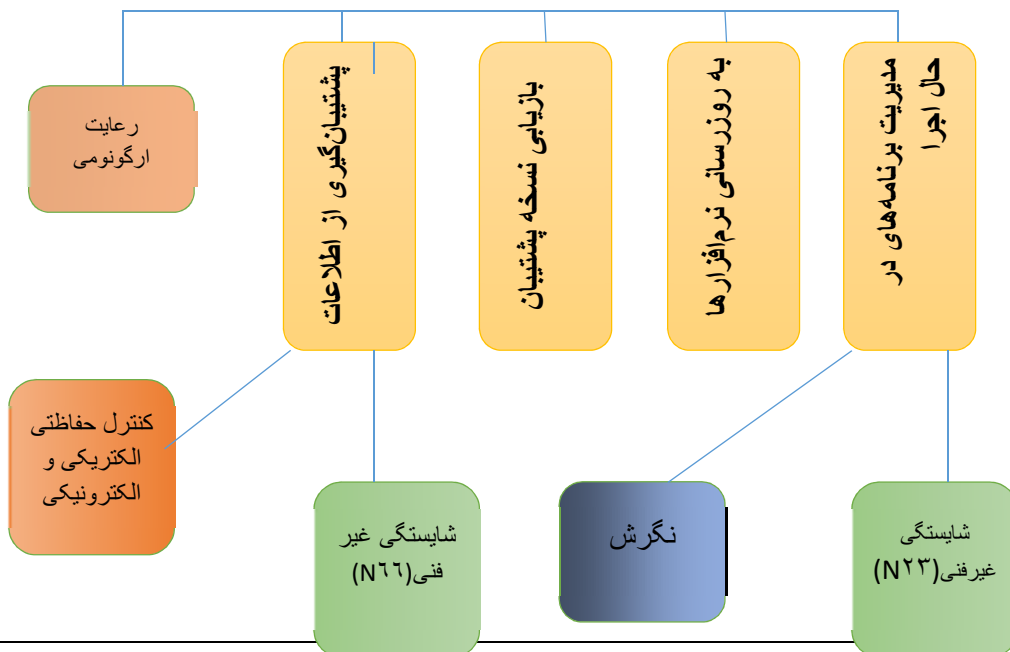 مدیریت برنامه‌های در
حال اجرا
به روزرسانی نرم‌افزارها
بازیابی نسخه پشتیبان
پشتیبان‌گیری از اطلاعات
رعایت
ارگونومی
شایستگی
غیرفنی(N۲۳)
نگرش
شایستگی غیر
فنی(N٦٦)
کنترل حفاظتی
الکتریکی و
الکترونیکی